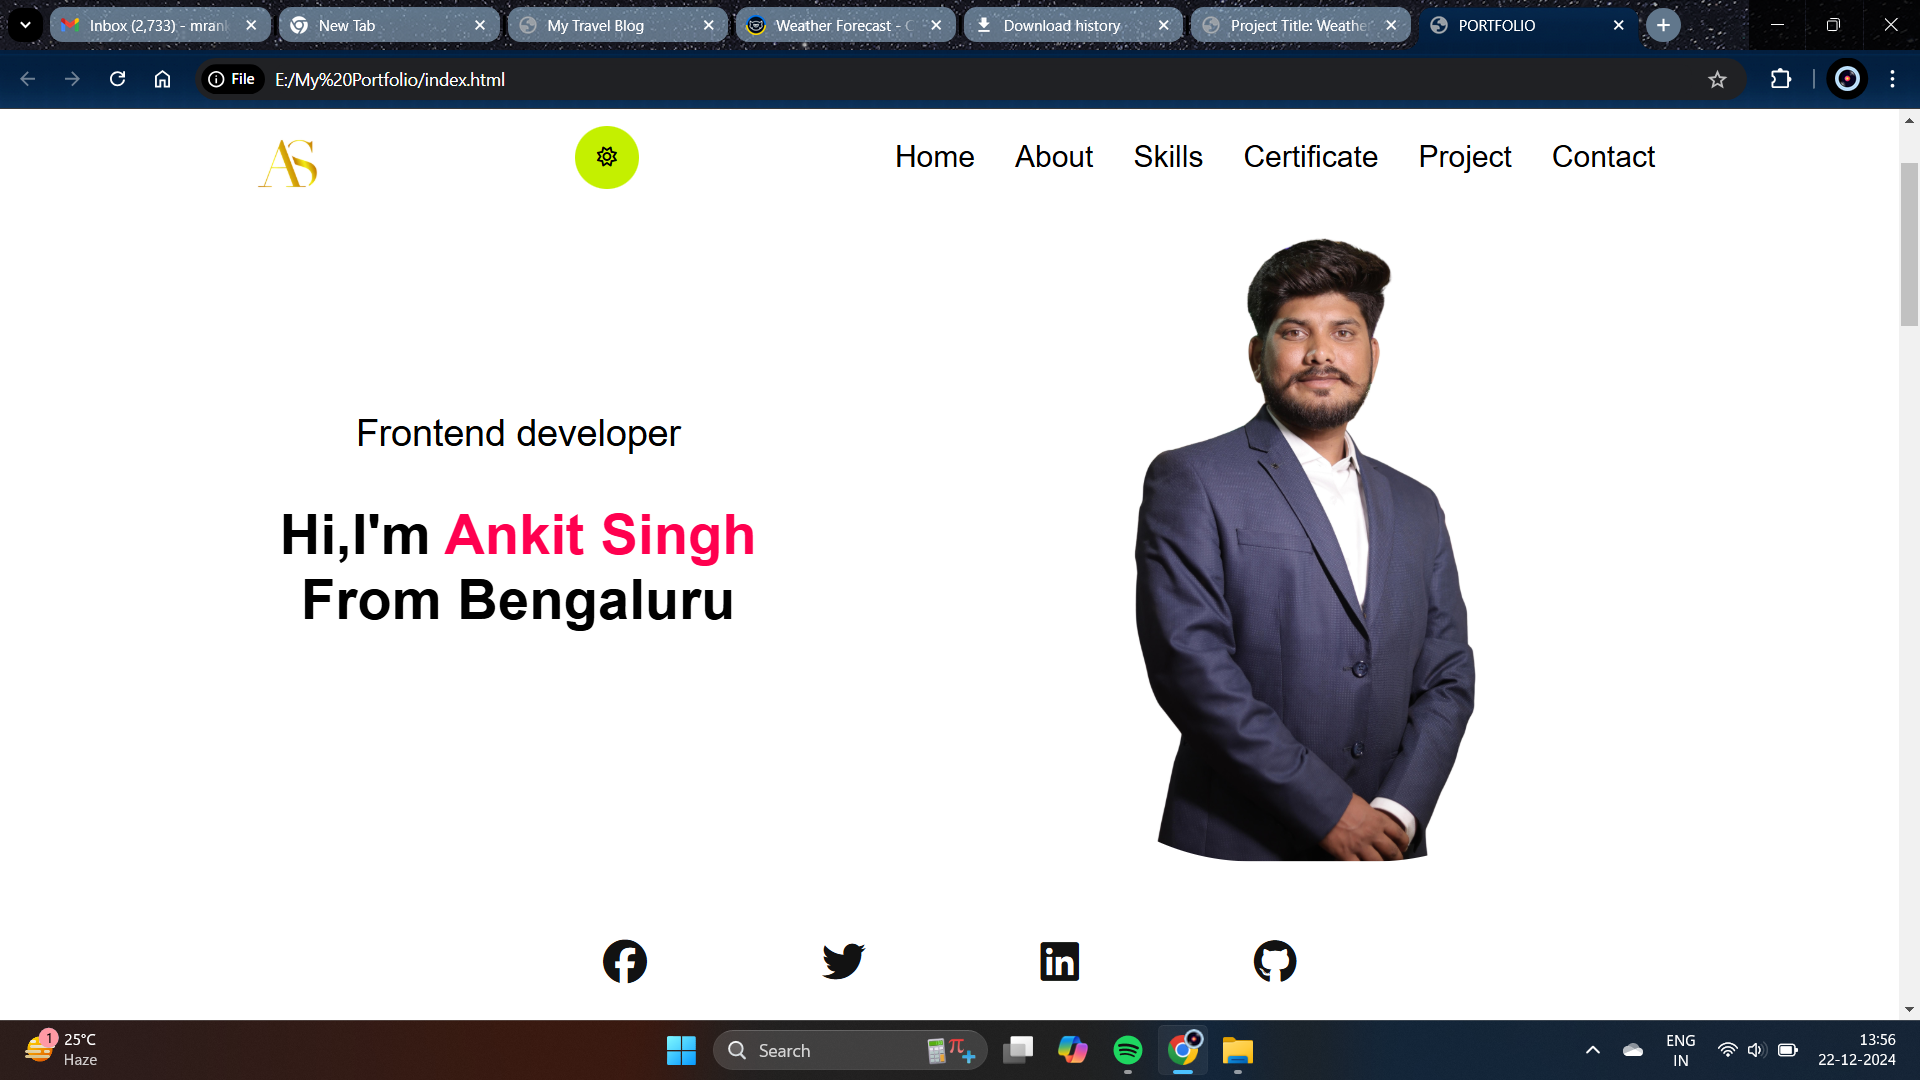 Inbox (2,733) - mrank
New Tab
My Travel Blog
Weather Forecast - C
Download history
Project Title: Weathe
PORTFOLIO
File
E:/My%20Portfolio/index.html
AS
Home
About
Skills
Certificate
Project
Contact
Frontend developer
Hi,I'm Ankit Singh
From Bengaluru
in
1
25°C
Haze
Search
π
ENG
IN
13:56
22-12-2024